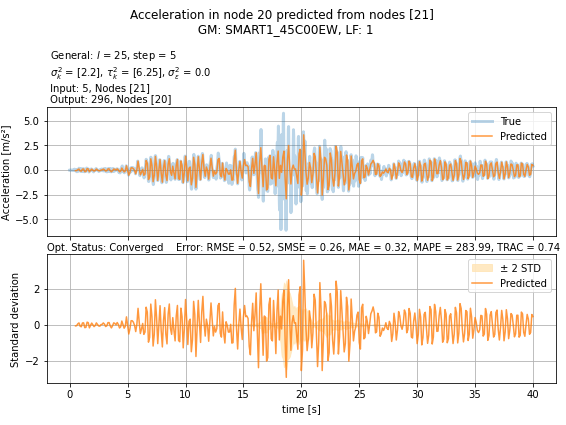 Acceleration in node 20 predicted from nodes [21]
GM: SMART1_45C00EW, LF: 1
General: l = 25, step = 5
σ²ₖ = [2.2], τ²ₖ = [6.25], σ²ε = 0.0
Input: 5, Nodes [21]
Output: 296, Nodes [20]
Acceleration [m/s²]
5.0
2.5
0.0
−2.5
−5.0
True
Predicted
Opt. Status: Converged Error: RMSE = 0.52, SMSE = 0.26, MAE = 0.32, MAPE = 283.99, TRAC = 0.74
Standard deviation
2
0
−2
± 2 STD
Predicted
0 5 10 15 20 25 30 35 40
time [s]